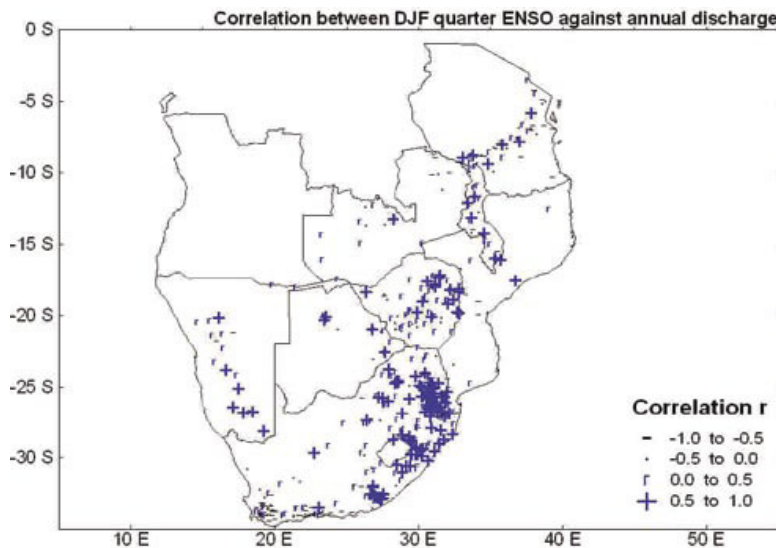 Correlation between DJF quarter ENSO against annual discharge
0 S
-5 S
-10 S
-15 S
-20 S
-25 S
-30 S
10 E
20 E
30 E
40 E
50 E
Correlation r
-1.0 to -0.5
-0.5 to 0.0
0.0 to 0.5
0.5 to 1.0